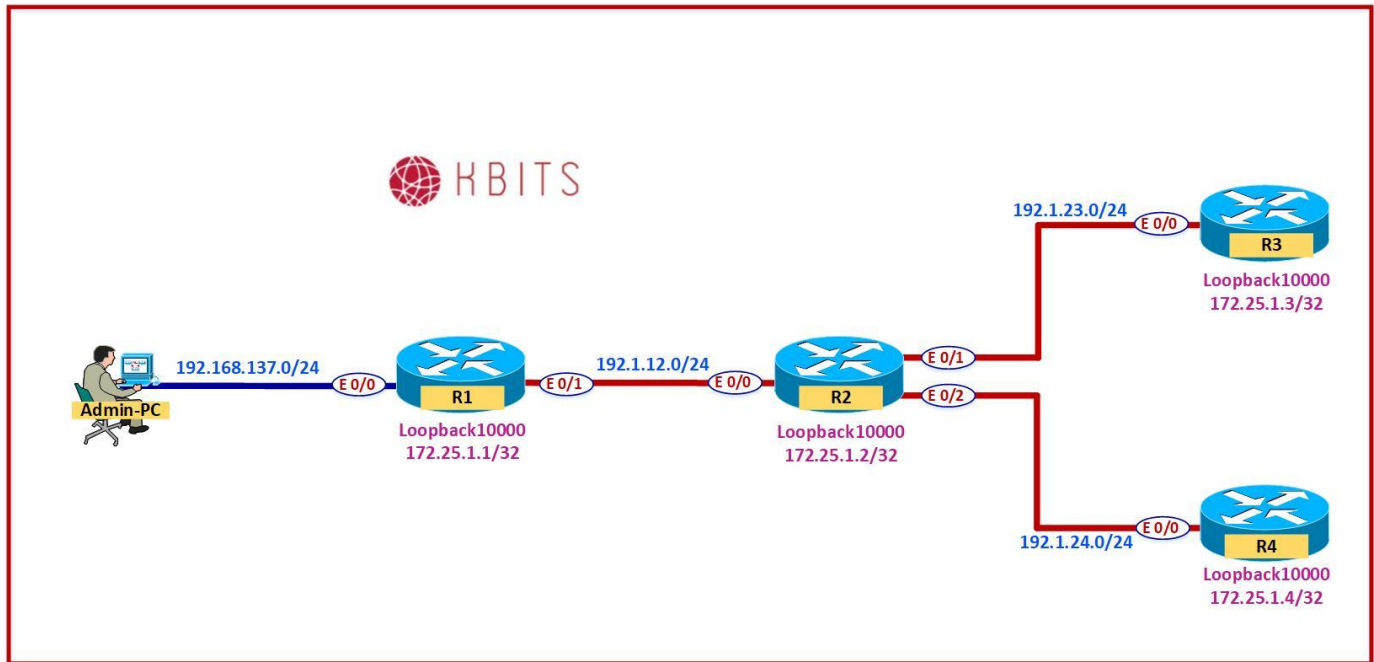 KBITS
192.1.23.0/24
E 0/0
R3
Loopback10000
172.25.1.3/32
192.168.137.0/24
E 0/0
R1
E 0/1
192.1.12.0/24
E 0/0
R2
E 0/1
E 0/2
Admin-PC
Loopback10000
172.25.1.1/32
Loopback10000
172.25.1.2/32
192.1.24.0/24
E 0/0
R4
Loopback10000
172.25.1.4/32